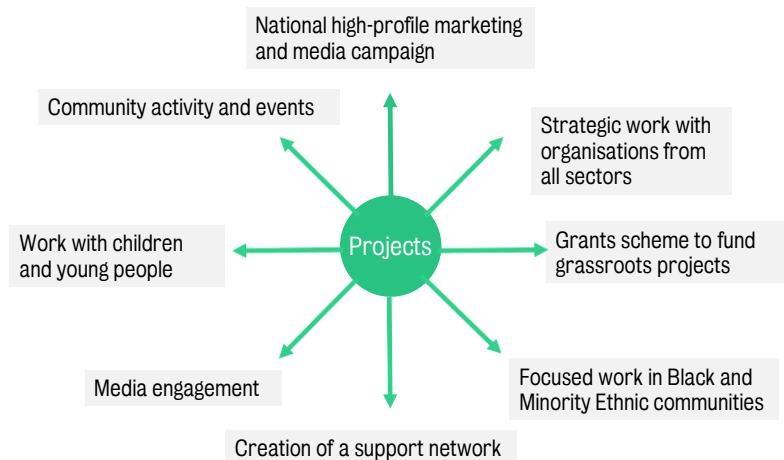 National high-profile marketing
and media campaign
Community activity and events
Strategic work with
organisations from
all sectors
Projects
Work with children
and young people
Grants scheme to fund
grassroots projects
Media engagement
Focused work in Black and
Minority Ethnic communities
Creation of a support network